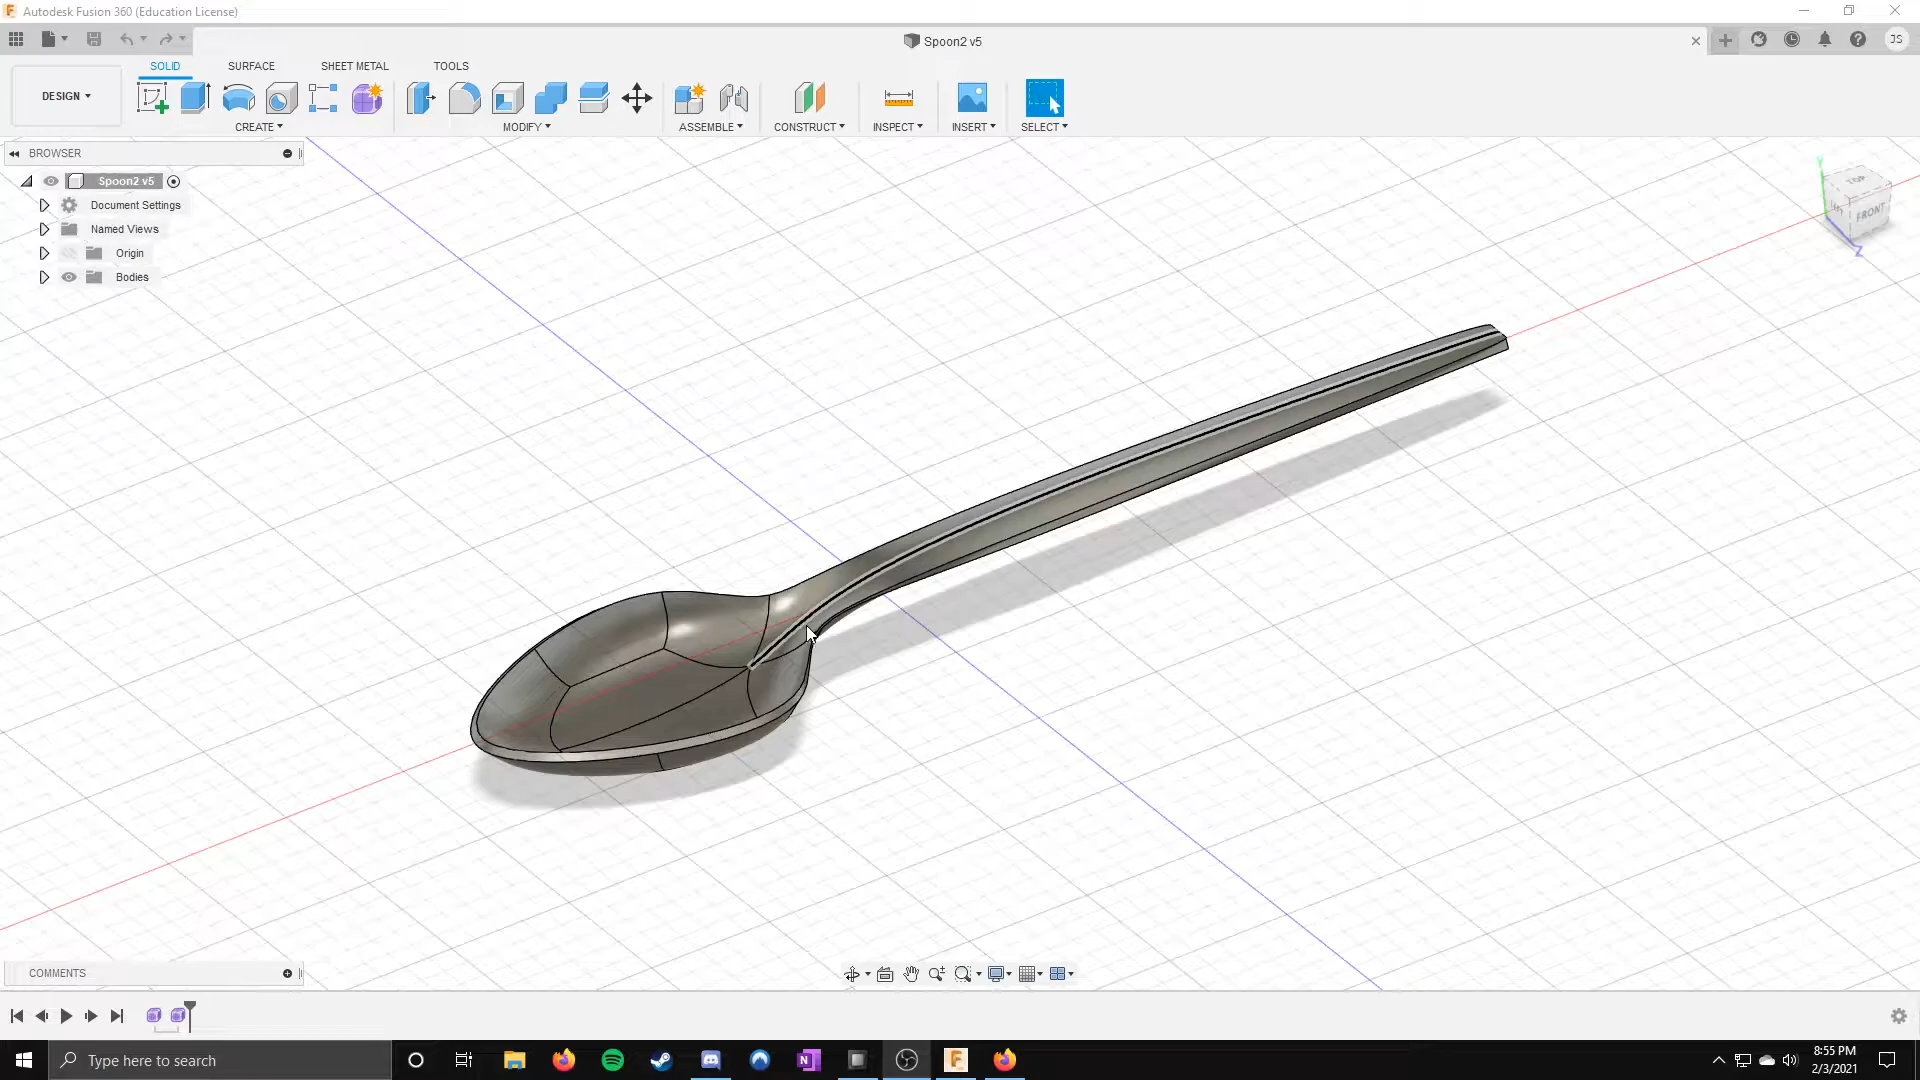 Autodesk Fusion 360 (Education License)
Spoon2 v5
JS
DESIGN
SOLID
SURFACE
SHEET METAL
TOOLS
CREATE
MODIFY
ASSEMBLE
CONSTRUCT
INSPECT
INSERT
SELECT
BROWSER
Spoon2 v5
Document Settings
Named Views
Origin
Bodies
Y
TOP
FRONT
Z
COMMENTS
Type here to search
8:55 PM
2/3/2021